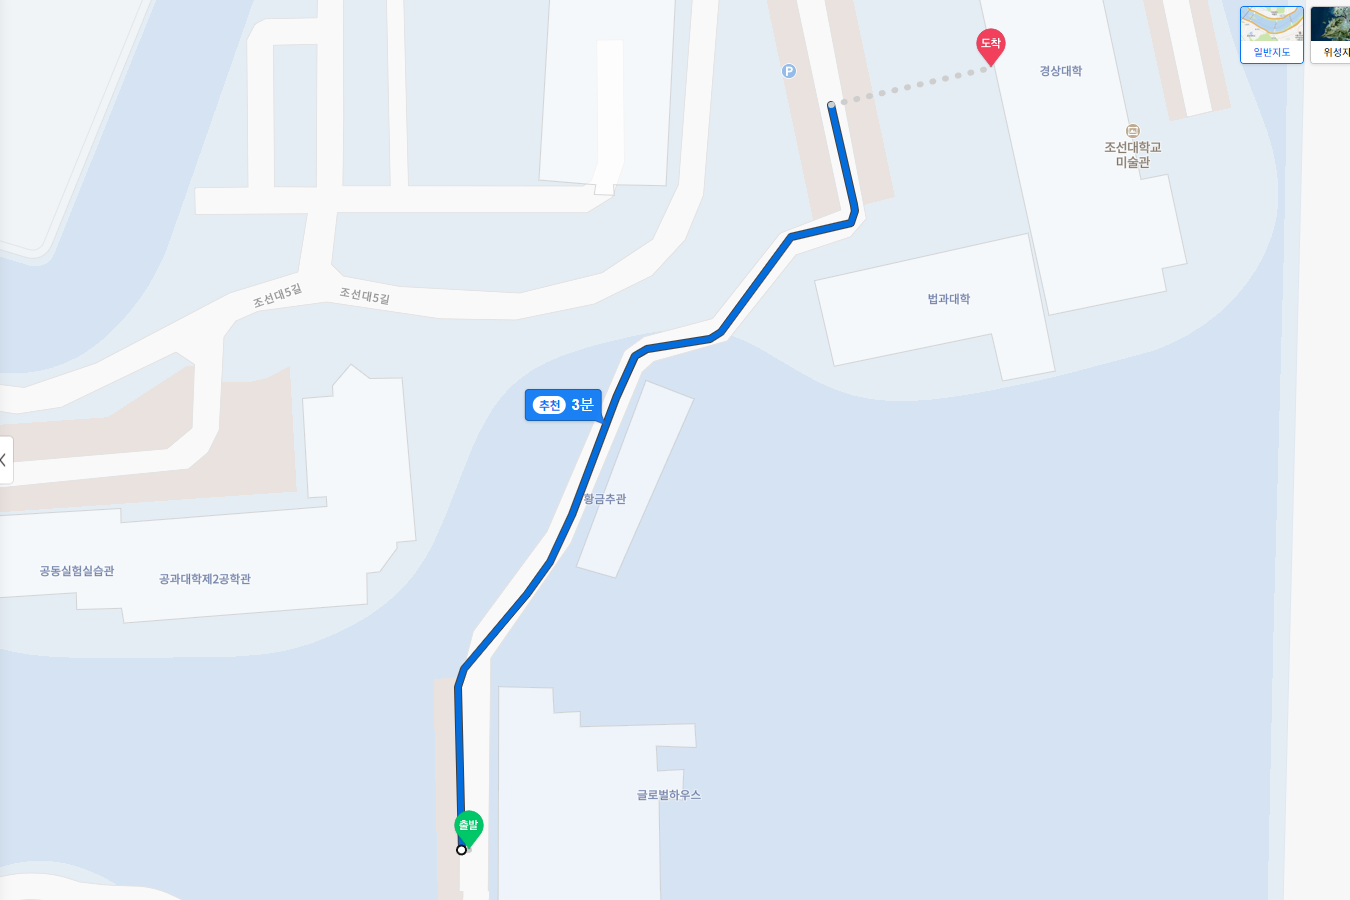 도착
일반지도
위성지
P
경상대학
조선대학교
미술관
조선대5길
조선대5길
법과대학
추천 3분
황금추관
공동실험실습관
공과대학제2공학관
글로벌하우스
출발